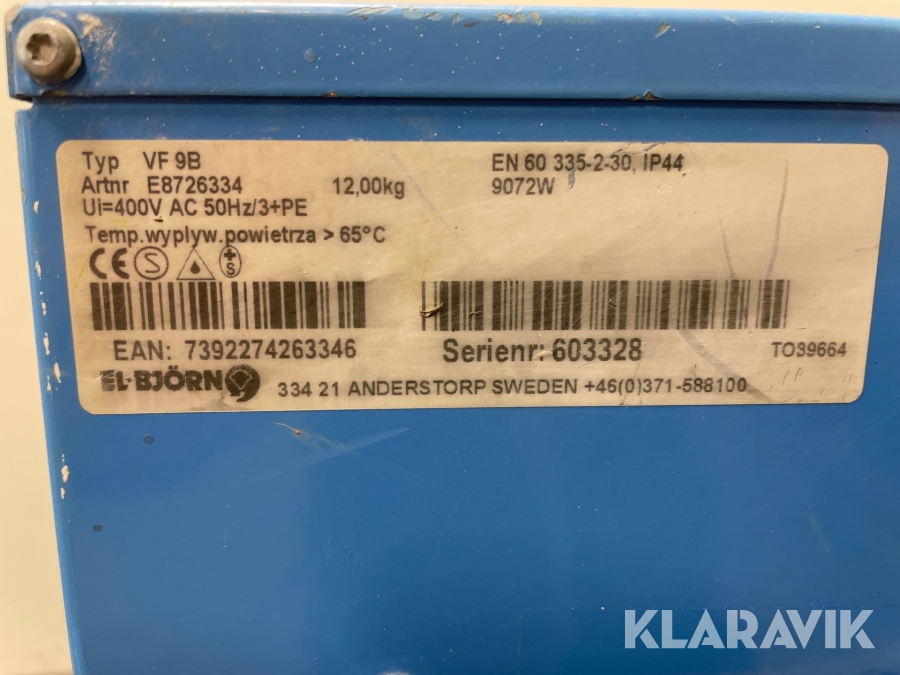 Typ VF 9B EN 60 335-2-30, IP44
Artnr E8726334 12,00kg 9072W
Ui=400V AC 50Hz/3+PE
Temp.wyplyw.powietrza > 65°C
CE S S
EAN: 7392274263346 Serienr: 603328 TO39664
EL-BJÖRN 334 21 ANDERSTORP SWEDEN +46(0)371-588100
KLARAVIK